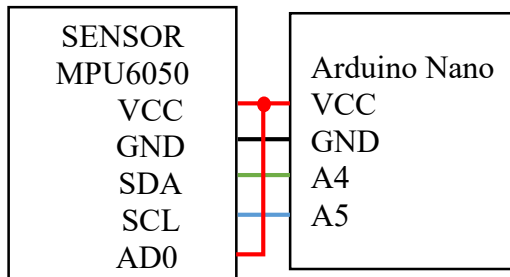 SENSOR
MPU6050
VCC
GND
SDA
SCL
AD0
Arduino Nano
VCC
GND
A4
A5